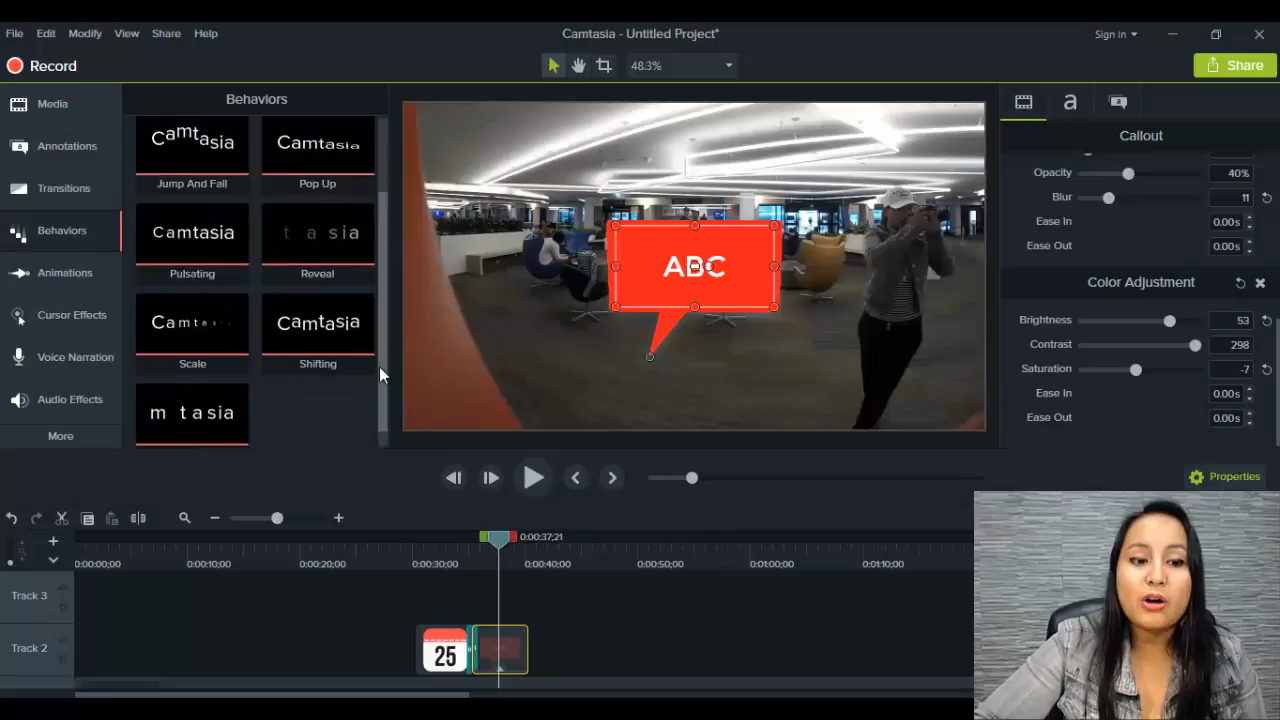 File Edit Modify View Share Help
Camtasia - Untitled Project*
Sign in
Record
48.3%
Share
Media
Annotations
Transitions
Behaviors
Animations
Cursor Effects
Voice Narration
Audio Effects
More
Behaviors
Camtasia
Camtasia
Jump And Fall
Pop Up
Camtasia
t a sia
Pulsating
Reveal
Camtas
Camtasia
Scale
Shifting
m t asia
ABC
a
Callout
Opacity 40%
Blur 11
Ease In 0.00s
Ease Out 0.00s
Color Adjustment
Brightness 53
Contrast 298
Saturation -7
Ease In 0.00s
Ease Out 0.00s
Properties
0:00:37;21
0:00:00;00 0:00:10;00 0:00:20;00 0:00:30;00 0:00:40;00 0:00:50;00 0:01:00;00 0:01:10;00
Track 3
Track 2
25